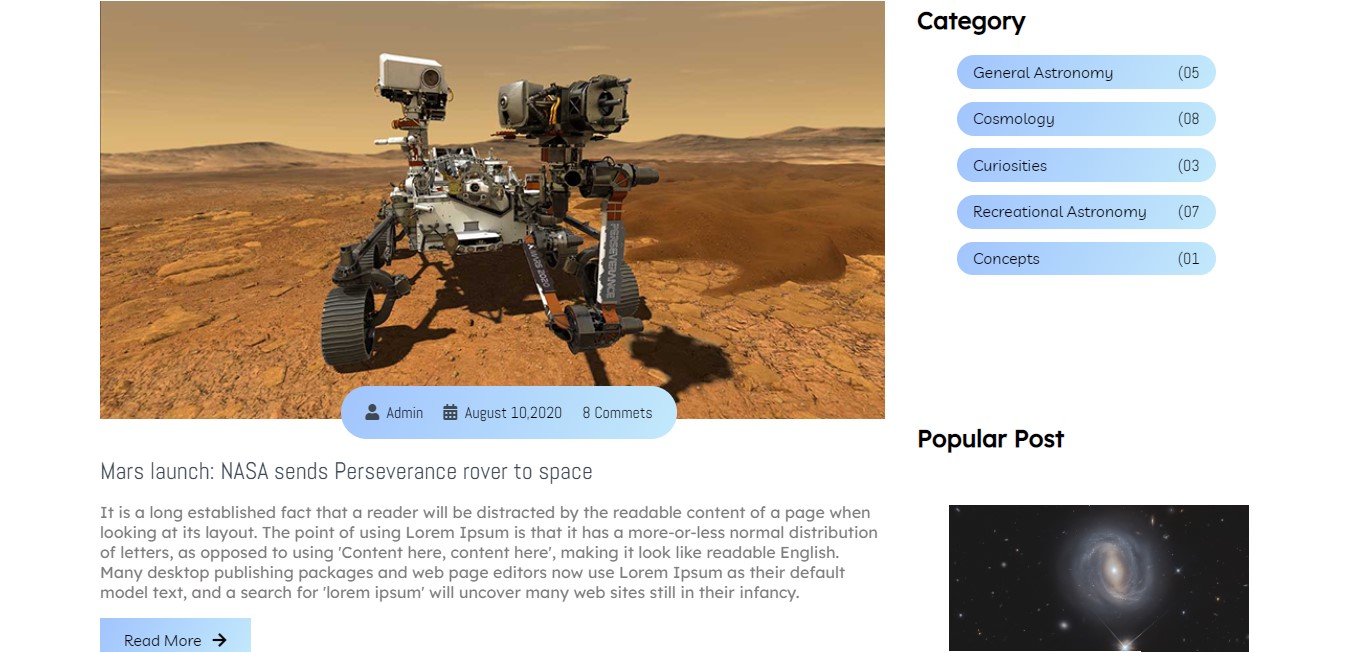 PERSEVERANCE
Admin August 10,2020 8 Commets
Mars launch: NASA sends Perseverance rover to space
It is a long established fact that a reader will be distracted by the readable content of a page when
looking at its layout. The point of using Lorem Ipsum is that it has a more-or-less normal distribution
of letters, as opposed to using 'Content here, content here', making it look like readable English.
Many desktop publishing packages and web page editors now use Lorem Ipsum as their default
model text, and a search for 'lorem ipsum' will uncover many web sites still in their infancy.
Read More
Category
General Astronomy (05
Cosmology (08
Curiosities (03
Recreational Astronomy (07
Concepts (01
Popular Post